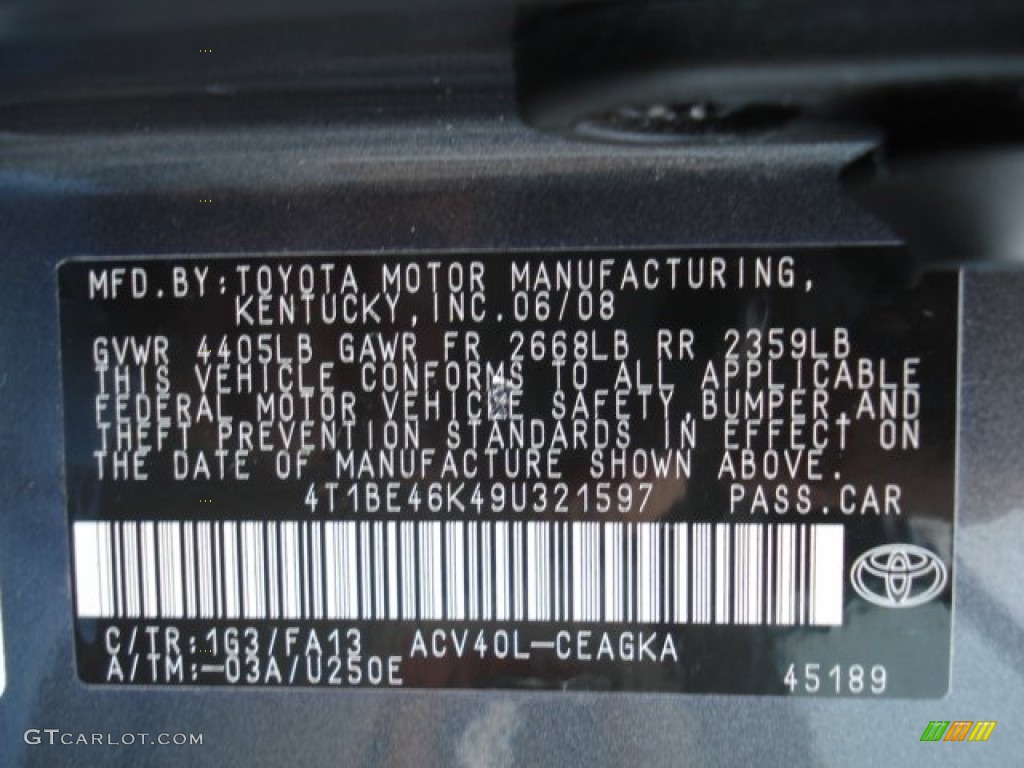 MFD.BY:TOYOTA MOTOR MANUFACTURING,
KENTUCKY,INC.06/08
GVWR 4405LB GAWR FR 2668LB RR 2359LB
THIS VEHICLE CONFORMS TO ALL APPLICABLE
FEDERAL MOTOR VEHICLE SAFETY,BUMPER,AND
THEFT PREVENTION STANDARDS IN EFFECT ON
THE DATE OF MANUFACTURE SHOWN ABOVE.
4T1BE46K49U321597 PASS.CAR
C/TR:1G3/FA13 ACV40L-CEAGKA
A/TM:-03A/U250E 45189
GTCARLOT.COM